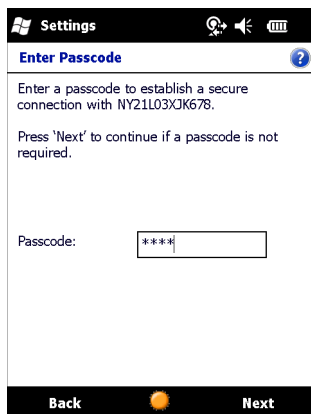 Settings
Enter Passcode
Enter a passcode to establish a secure
connection with NY21L03XJK678.
Press 'Next' to continue if a passcode is not
required.
Passcode: ****
Back Next